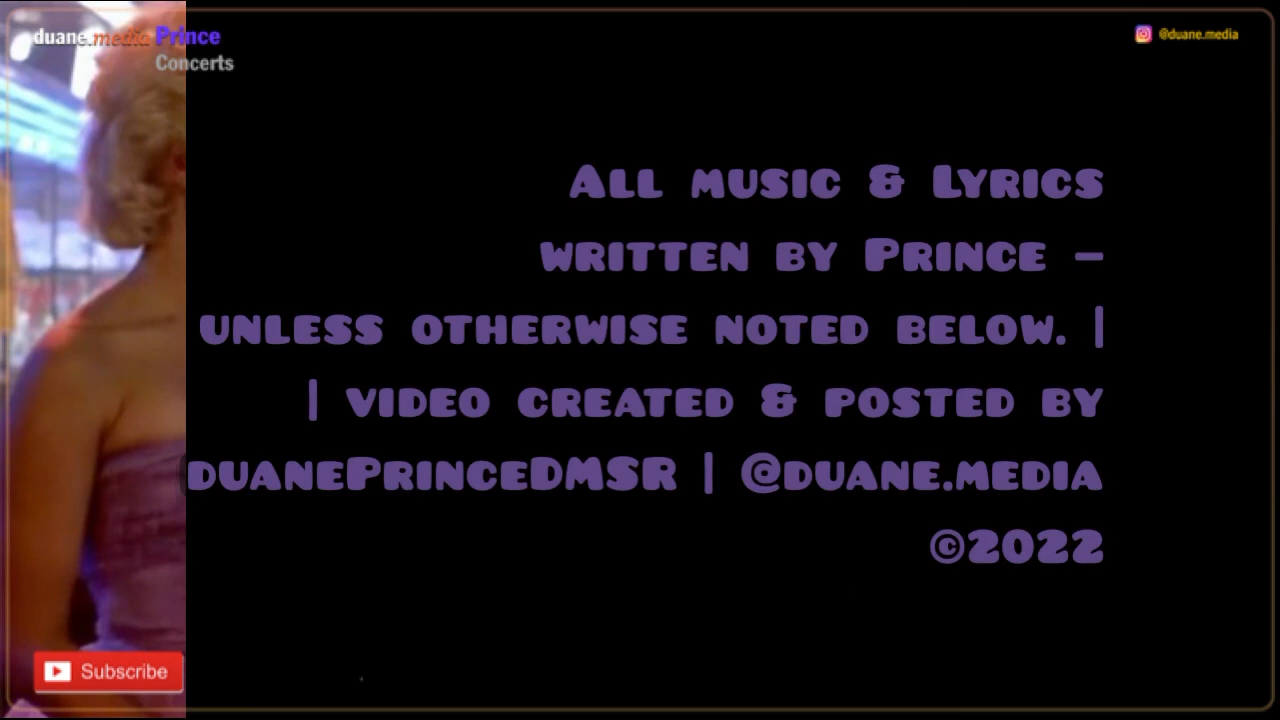 duane.media Prince
Concerts
@duane.media
All music & Lyrics
written by Prince –
unless otherwise noted below. |
| video created & posted by
duanePrinceDMSR | @duane.media
©2022
Subscribe